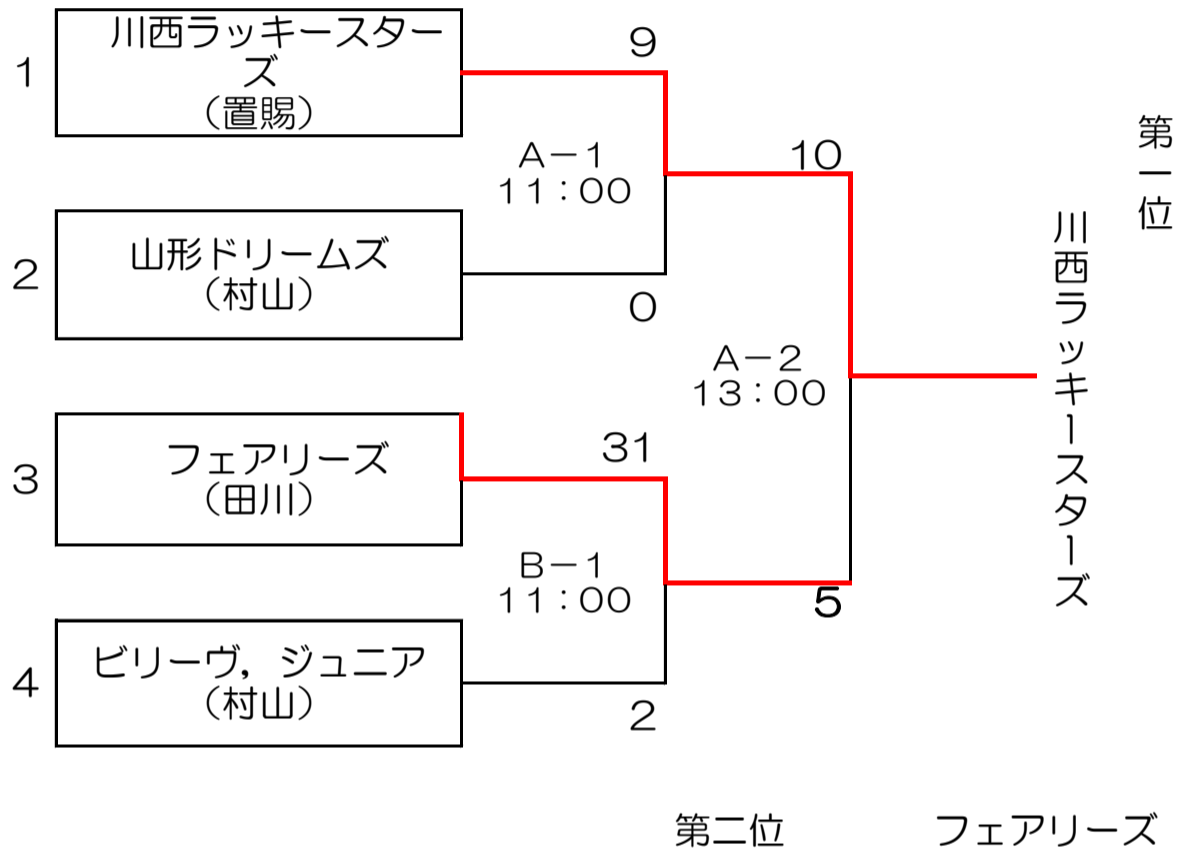 1
川西ラッキースター
ズ
（置賜）
9
A－1
11：00
2
山形ドリームズ
（村山）
0
10
A－2
13：00
第一位
川西ラッキースターズ
3
フェアリーズ
（田川）
31
B－1
11：00
5
4
ビリーヴ，ジュニア
（村山）
2
第二位
フェアリーズ